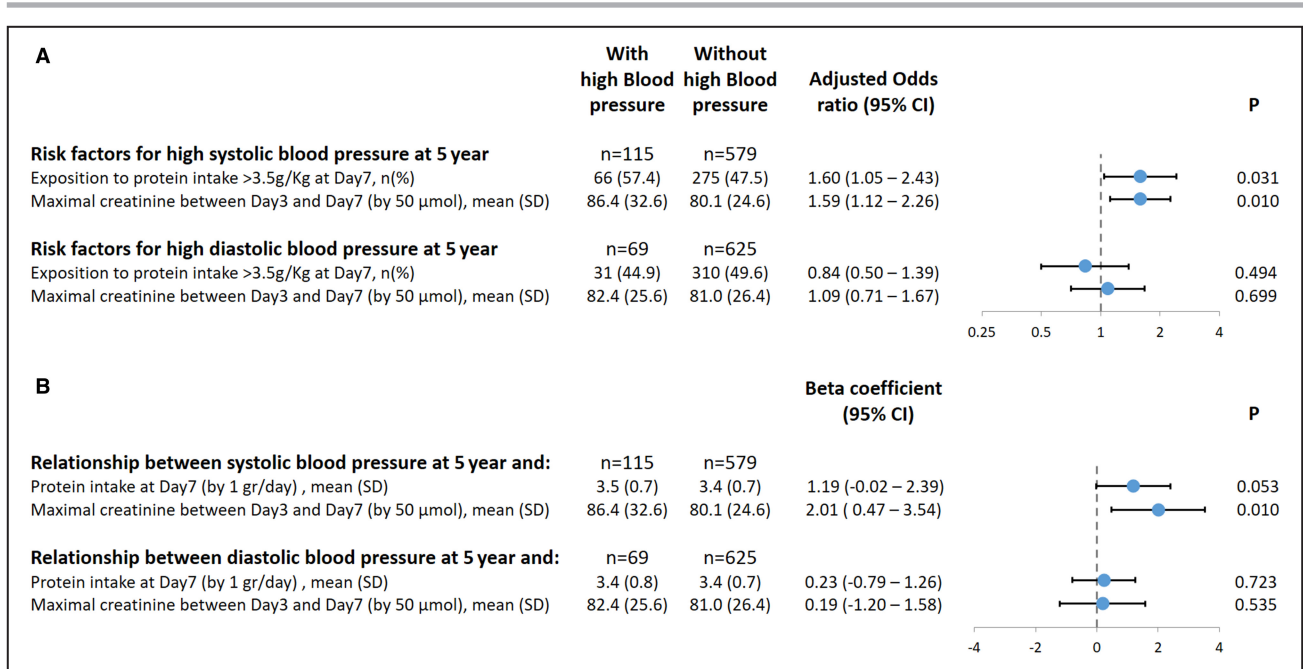 A
With Without
high Blood high Blood Adjusted Odds
pressure pressure ratio (95% CI) P
Risk factors for high systolic blood pressure at 5 year n=115 n=579
Exposition to protein intake >3.5g/Kg at Day7, n(%) 66 (57.4) 275 (47.5) 1.60 (1.05 – 2.43) 0.031
Maximal creatinine between Day3 and Day7 (by 50 µmol), mean (SD) 86.4 (32.6) 80.1 (24.6) 1.59 (1.12 – 2.26) 0.010
Risk factors for high diastolic blood pressure at 5 year n=69 n=625
Exposition to protein intake >3.5g/Kg at Day7, n(%) 31 (44.9) 310 (49.6) 0.84 (0.50 – 1.39) 0.494
Maximal creatinine between Day3 and Day7 (by 50 µmol), mean (SD) 82.4 (25.6) 81.0 (26.4) 1.09 (0.71 – 1.67) 0.699
0.25 0.5 1 2 4
B
Beta coefficient
(95% CI) P
Relationship between systolic blood pressure at 5 year and: n=115 n=579
Protein intake at Day7 (by 1 gr/day) , mean (SD) 3.5 (0.7) 3.4 (0.7) 1.19 (-0.02 – 2.39) 0.053
Maximal creatinine between Day3 and Day7 (by 50 µmol), mean (SD) 86.4 (32.6) 80.1 (24.6) 2.01 ( 0.47 – 3.54) 0.010
Relationship between diastolic blood pressure at 5 year and: n=69 n=625
Protein intake at Day7 (by 1 gr/day) , mean (SD) 3.4 (0.8) 3.4 (0.7) 0.23 (-0.79 – 1.26) 0.723
Maximal creatinine between Day3 and Day7 (by 50 µmol), mean (SD) 82.4 (25.6) 81.0 (26.4) 0.19 (-1.20 – 1.58) 0.535
-4 -2 0 2 4